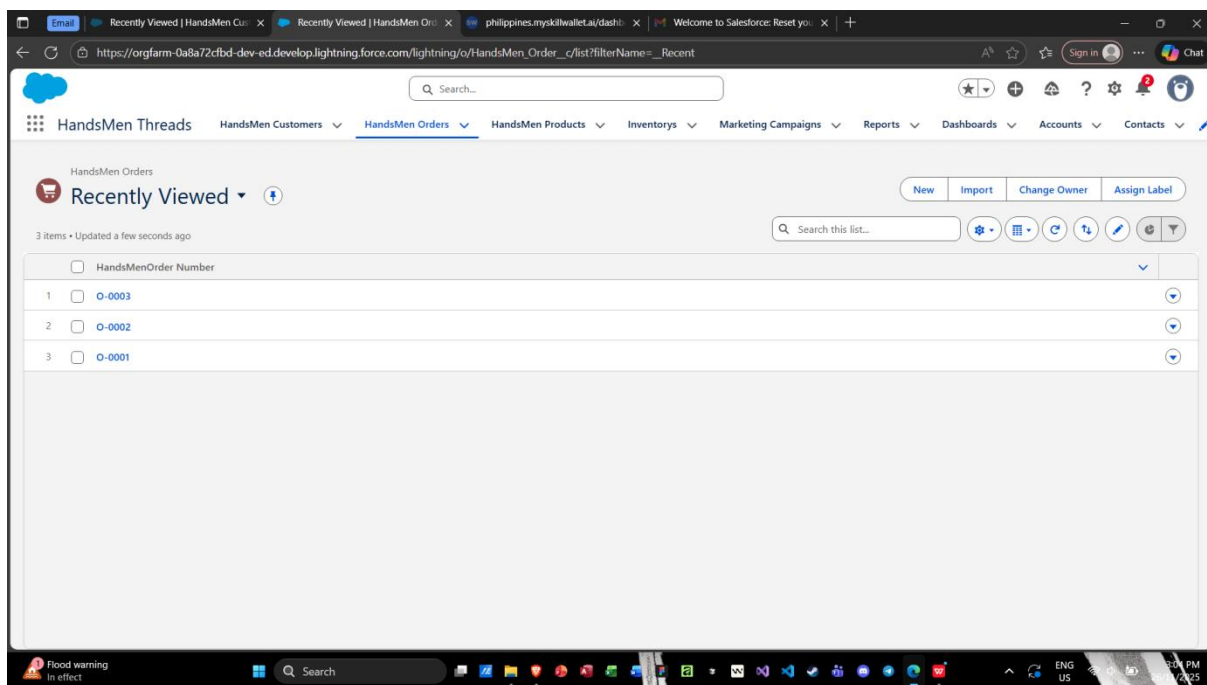 Email Recently Viewed | HandsMen Cus Recently Viewed | HandsMen Ord philippines.myskillwallet.ai/dashb Welcome to Salesforce: Reset you
https://orgfarm-0a8a72cfbd-dev-ed.develop.lightning.force.com/lightning/o/HandsMen_Order__c/list?filterName=__Recent Sign in Chat
Search... 2
HandsMen Threads HandsMen Customers HandsMen Orders HandsMen Products Inventorys Marketing Campaigns Reports Dashboards Accounts Contacts
HandsMen Orders
Recently Viewed
New Import Change Owner Assign Label
3 items • Updated a few seconds ago Search this list...
HandsMenOrder Number
1 O-0003
2 O-0002
3 O-0001
1 Flood warning Search ENG 3:04 PM
In effect US